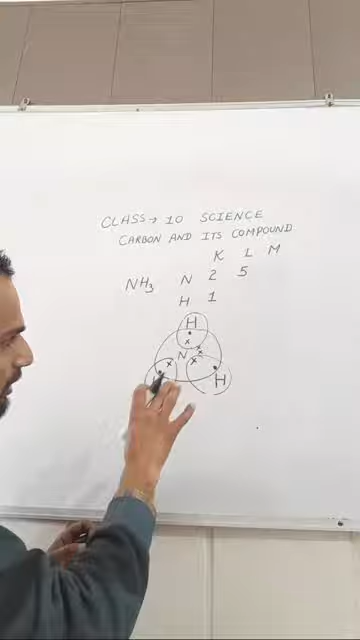 CLASS → 10 SCIENCE
CARBON AND ITS COMPOUND
K L M
NH3 N 2 5
H 1
H
N
H